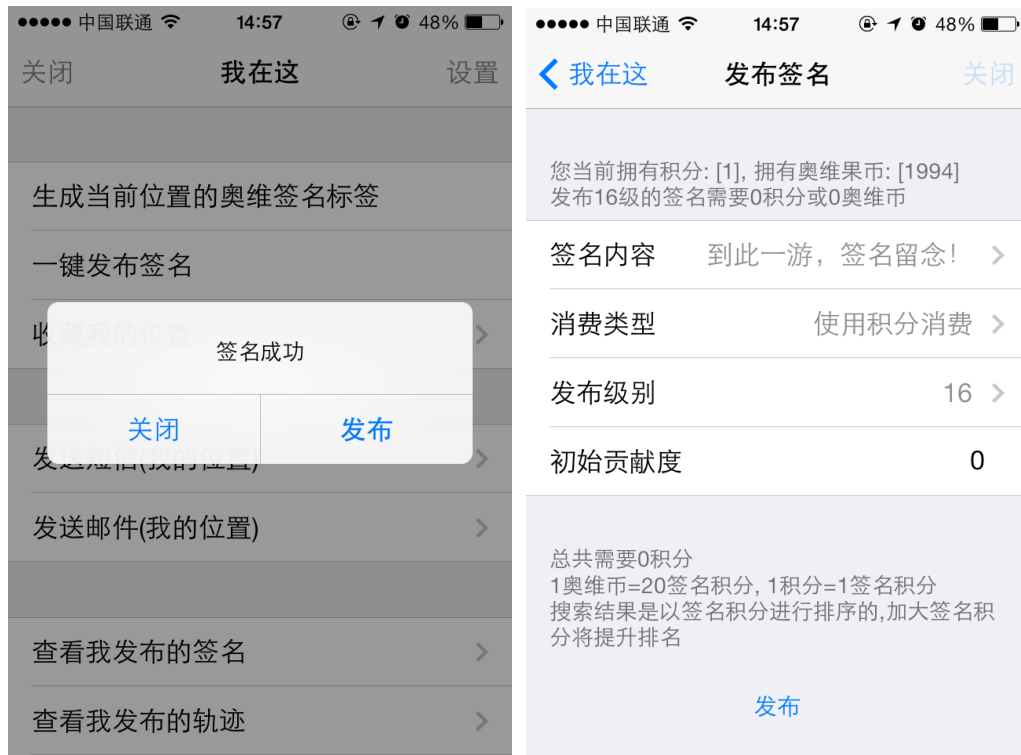 中国联通 14:57 48%
关闭 我在这 设置
生成当前位置的奥维签名标签
一键发布签名
收藏我的位置
签名成功
关闭 发布
发送短信(我的位置)
发送邮件(我的位置)
查看我发布的签名
查看我发布的轨迹
中国联通 14:57 48%
我在这 发布签名 关闭
您当前拥有积分: [1], 拥有奥维果币: [1994]
发布16级的签名需要0积分或0奥维币
签名内容 到此一游，签名留念！
消费类型 使用积分消费
发布级别 16
初始贡献度 0
总共需要0积分
1奥维币=20签名积分, 1积分=1签名积分
搜索结果是以签名积分进行排序的,加大签名积
分将提升排名
发布